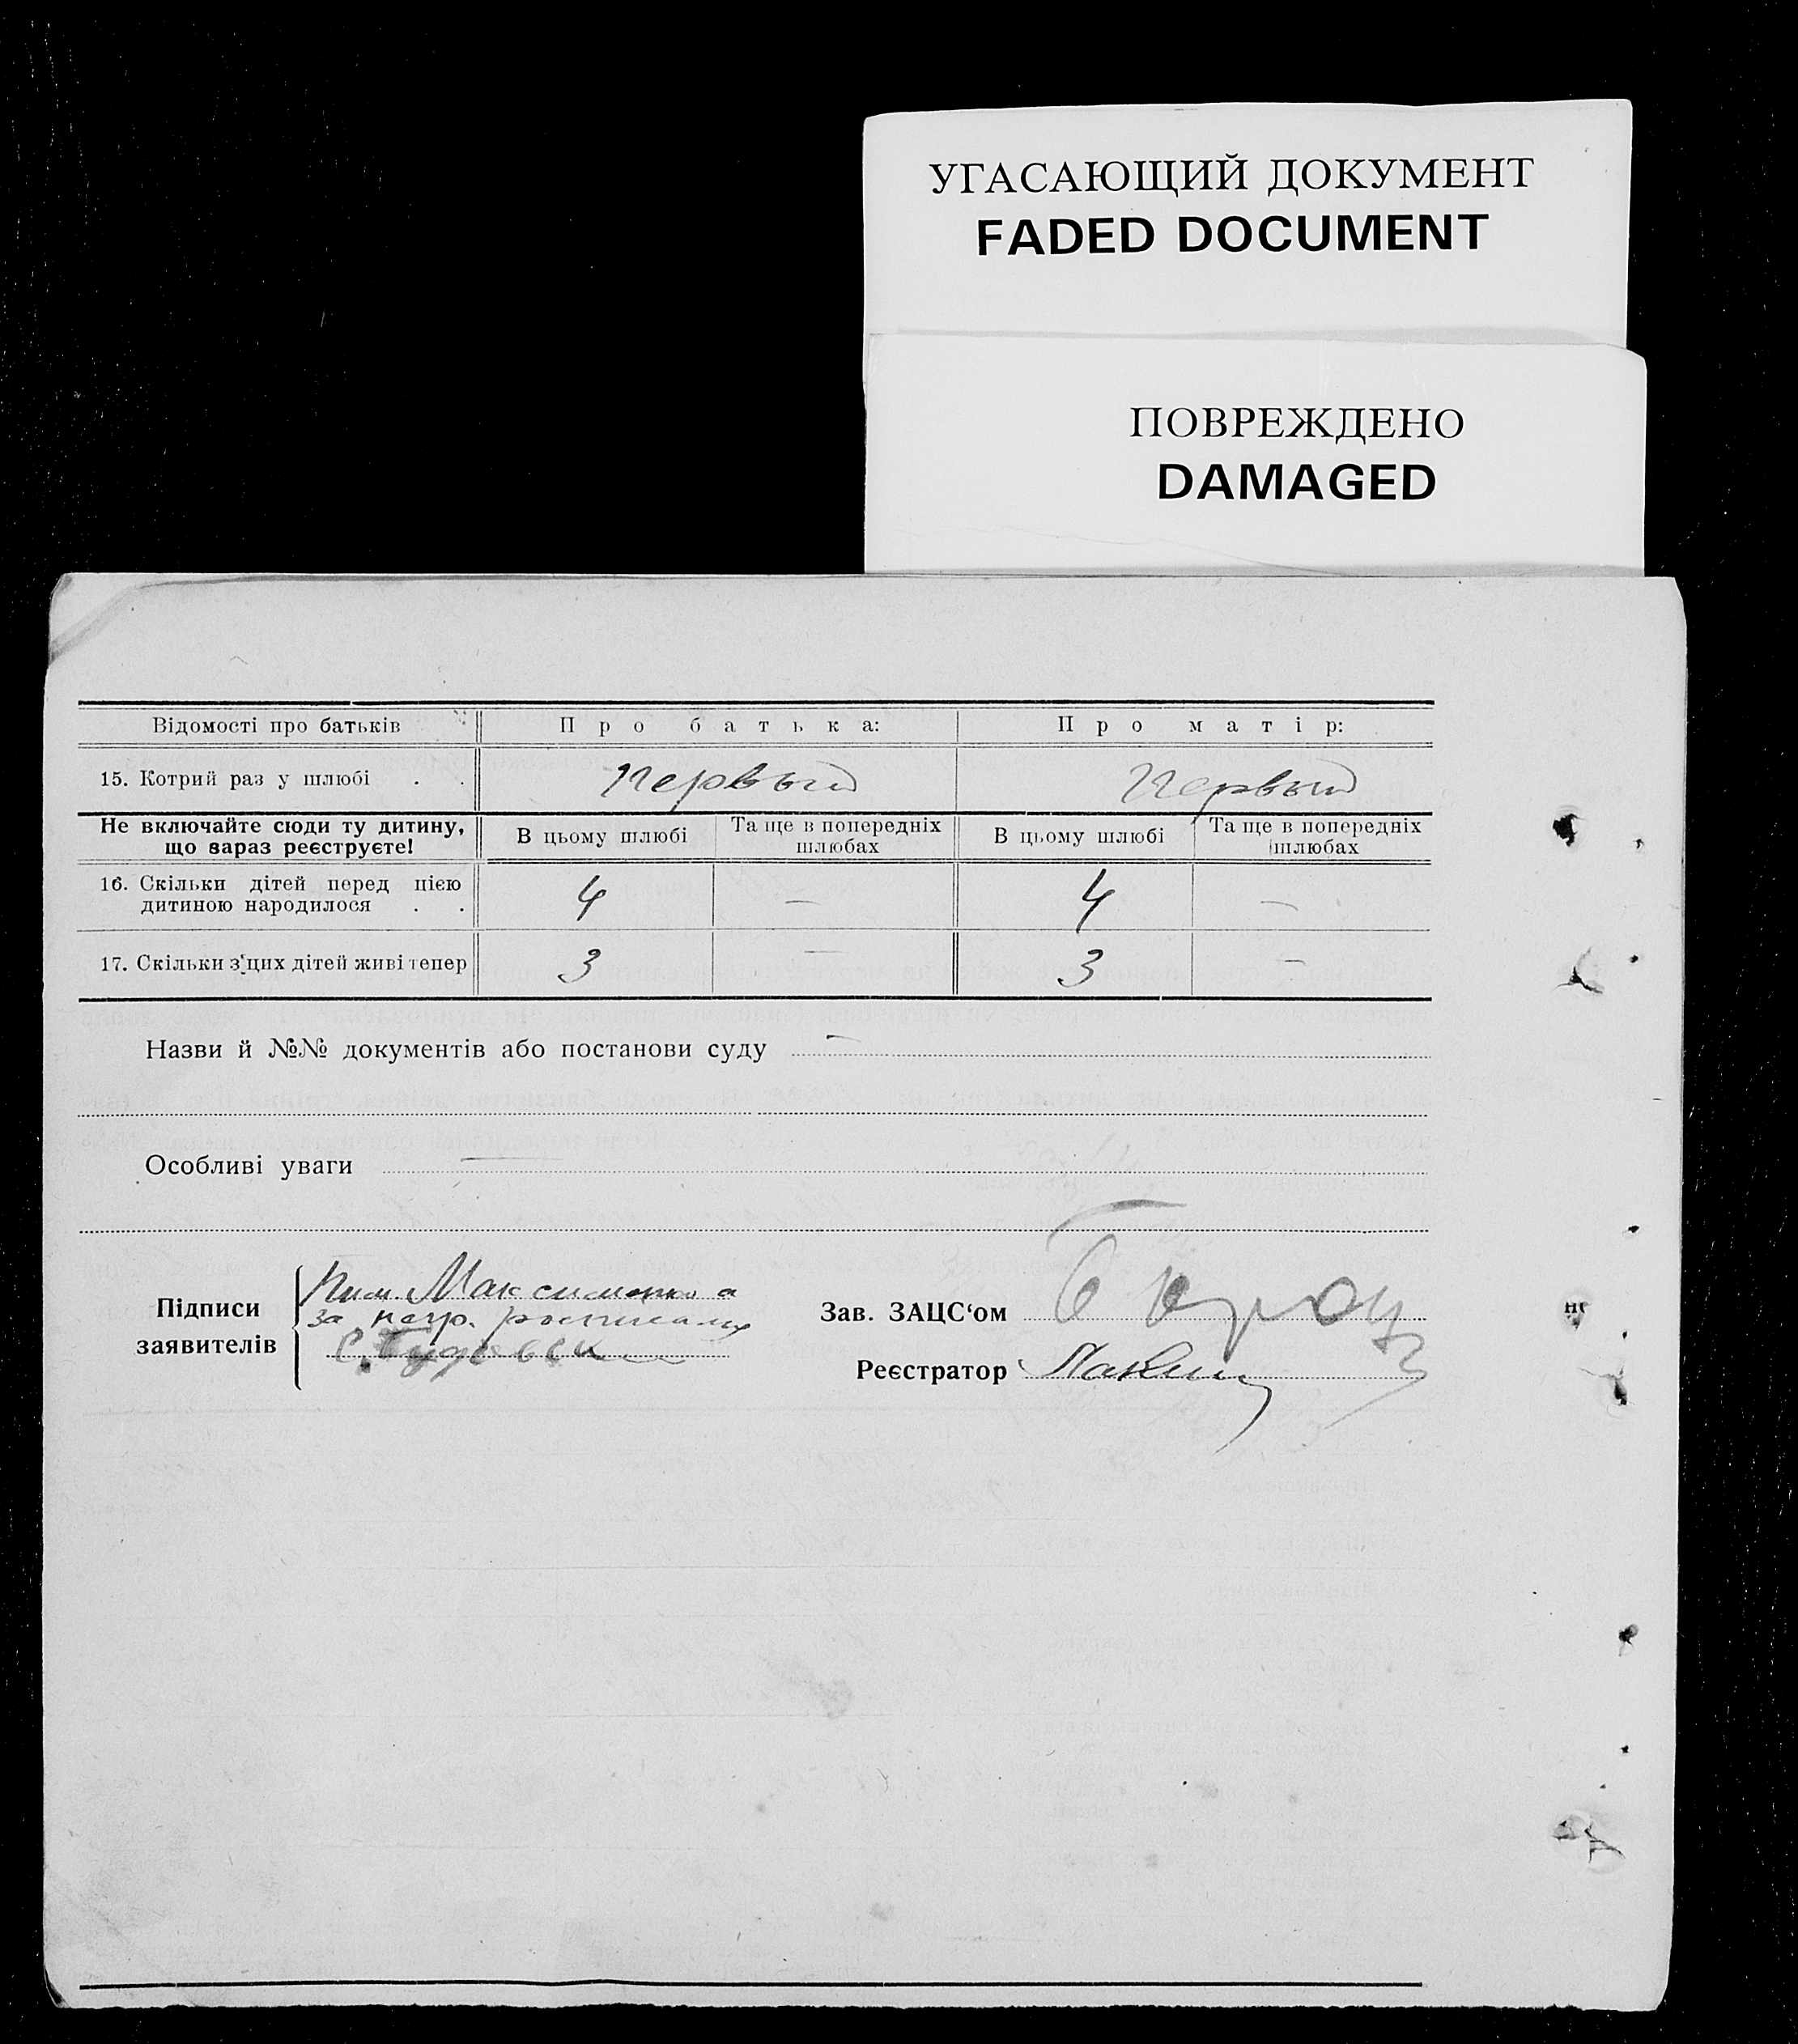 УГАСАЮЩИЙ ДОКУМЕНТ
FADED DOCUMENT
ПОВРЕЖДЕНО
DAMAGED
Відомості про батьків Про батька: Про матір:
15. Котрий раз у шлюбі . . Первый Первый
Не включайте сюди ту дитину, що вараз реєструєте! В цьому шлюбі Та ще в попередніх шлюбах В цьому шлюбі Та ще в попередніх шлюбах
16. Скільки дітей перед цією дитиною народилося . . 4 — 4 —
17. Скільки з цих дітей живі тепер 3 — 3 —
Назви й №№ документів або постанови суду —
Особливі уваги —
Підписи заявителів
Максименко а
за негр.
Зав. ЗАЦС‘ом
Реєстратор